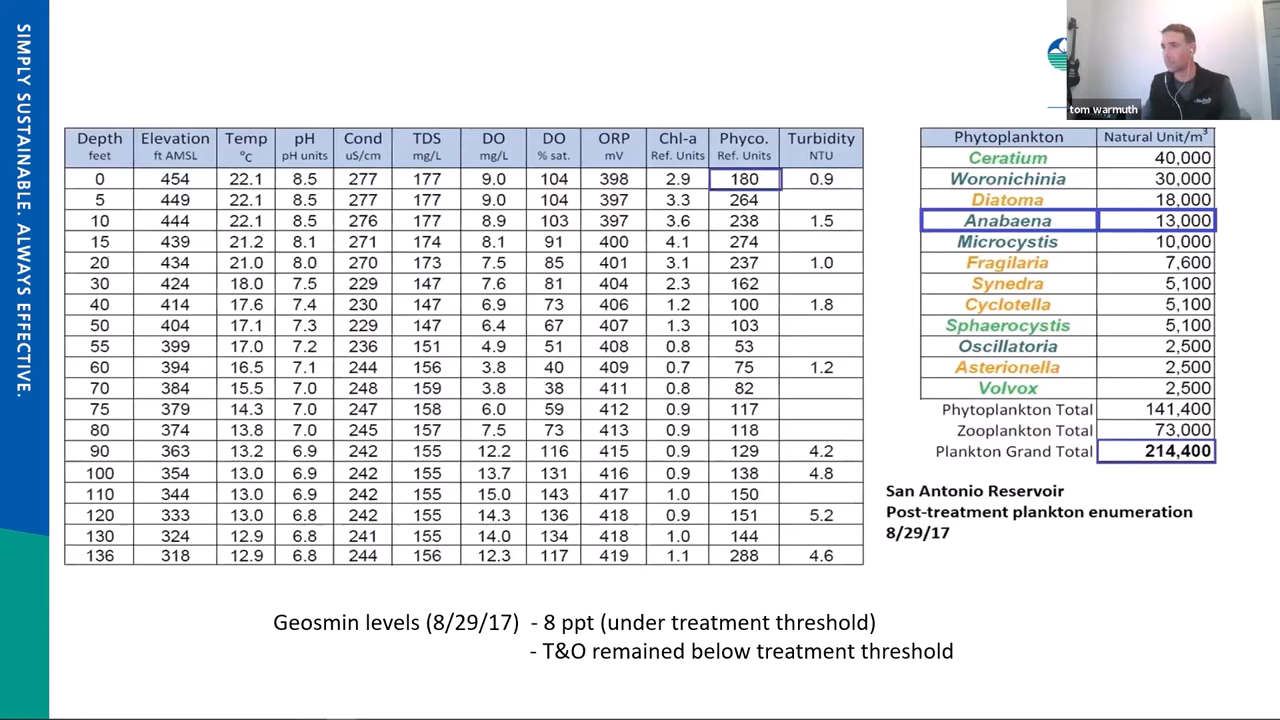 SIMPLY SUSTAINABLE. ALWAYS EFFECTIVE.
tom warmuth
Depth Elevation Temp pH Cond TDS DO DO ORP Chl-a Phyco. Turbidity
feet ft AMSL ºC pH units uS/cm mg/L mg/L % sat. mV Ref. Units Ref. Units NTU
0 454 22.1 8.5 277 177 9.0 104 398 2.9 180 0.9
5 449 22.1 8.5 277 177 9.0 104 397 3.3 264
10 444 22.1 8.5 276 177 8.9 103 397 3.6 238 1.5
15 439 21.2 8.1 271 174 8.1 91 400 4.1 274
20 434 21.0 8.0 270 173 7.5 85 401 3.1 237 1.0
30 424 18.0 7.5 229 147 7.6 81 404 2.3 162
40 414 17.6 7.4 230 147 6.9 73 406 1.2 100 1.8
50 404 17.1 7.3 229 147 6.4 67 407 1.3 103
55 399 17.0 7.2 236 151 4.9 51 408 0.8 53
60 394 16.5 7.1 244 156 3.8 40 409 0.7 75 1.2
70 384 15.5 7.0 248 159 3.8 38 411 0.8 82
75 379 14.3 7.0 247 158 6.0 59 412 0.9 117
80 374 13.8 7.0 245 157 7.5 73 413 0.9 118
90 363 13.2 6.9 242 155 12.2 116 415 0.9 129 4.2
100 354 13.0 6.9 242 155 13.7 131 416 0.9 138 4.8
110 344 13.0 6.9 242 155 15.0 143 417 1.0 150
120 333 13.0 6.8 242 155 14.3 136 418 0.9 151 5.2
130 324 12.9 6.8 241 155 14.0 134 418 1.0 144
136 318 12.9 6.8 244 156 12.3 117 419 1.1 288 4.6
Phytoplankton Natural Unit/m³
Ceratium 40,000
Woronichinia 30,000
Diatoma 18,000
Anabaena 13,000
Microcystis 10,000
Fragilaria 7,600
Synedra 5,100
Cyclotella 5,100
Sphaerocystis 5,100
Oscillatoria 2,500
Asterionella 2,500
Volvox 2,500
Phytoplankton Total 141,400
Zooplankton Total 73,000
Plankton Grand Total 214,400
San Antonio Reservoir
Post-treatment plankton enumeration
8/29/17
Geosmin levels (8/29/17) - 8 ppt (under treatment threshold)
- T&O remained below treatment threshold